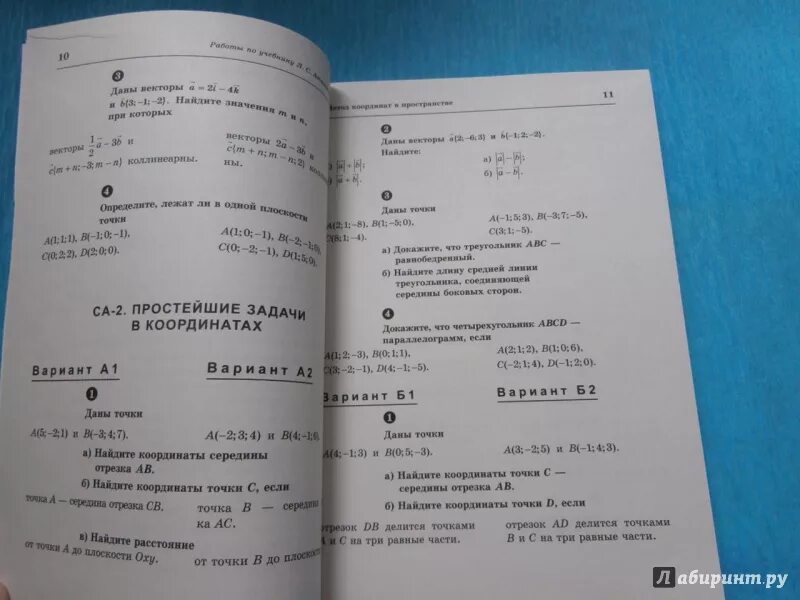 10
Работы по учебнику Л. С.
3
Даны векторы a⃗ = 2i⃗ − 4k⃗
и b⃗{3; −1; −2}. Найдите значения m и n,
при которых
векторы 1/2 a⃗ − 3b⃗ и
c⃗{m + n; −3; m − n} коллинеарны.
векторы 2a⃗ − 3b⃗ и
c⃗{m + n; m − n; 2}
ны.
4
Определите, лежат ли в одной плоскости
точки
A(1; 1; 1), B(−1; 0; −1),
C(0; 2; 2), D(2; 0; 0).
A(1; 0; −1), B(−2; −1; 0),
C(0; −2; −1), D(1; 5; 0).
СА-2. ПРОСТЕЙШИЕ ЗАДАЧИ
В КООРДИНАТАХ
Вариант А1
Вариант А2
1
Даны точки
A(5; −2; 1) и B(−3; 4; 7).
A(−2; 3; 4) и B(4; −1; 6)
а) Найдите координаты середины
отрезка AB.
б) Найдите координаты точки C, если
точка A — середина отрезка CB.
точка B —
ка AC.
в) Найдите расстояние
от точки A до плоскости Oxy.
от точки B до
11
координат в пространстве
2
Даны векторы a⃗{2; −6; 3} и b⃗{−1; 2; −2}.
Найдите:
|a⃗| + |b⃗|;
|a⃗ + b⃗|.
а) |a⃗| − |b⃗|;
б) |a⃗ − b⃗|.
3
Даны точки
A(2; 1; −8), B(1; −5; 0),
C(8; 1; −4).
A(−1; 5; 3), B(−3; 7; −5),
C(3; 1; −5).
а) Докажите, что треугольник ABC —
равнобедренный.
б) Найдите длину средней линии
треугольника, соединяющей
середины боковых сторон.
4
Докажите, что четырехугольник ABCD —
параллелограмм, если
A(1; 2; −3), B(0; 1; 1),
C(3; −2; −1), D(4; −1; −5).
A(2; 1; 2), B(1; 0; 6),
C(−2; 1; 4), D(−1; 2; 0).
Вариант Б1
Вариант Б2
1
Даны точки
A(4; −1; 3) и B(0; 5; −3).
A(3; −2; 5) и B(−1; 4; 3).
а) Найдите координаты точки C —
середины отрезка AB.
б) Найдите координаты точки D, если
отрезок DB делится точками
A и C на три равные части.
отрезок AD делится точками
B и C на три равные части.
Лабиринт.ру